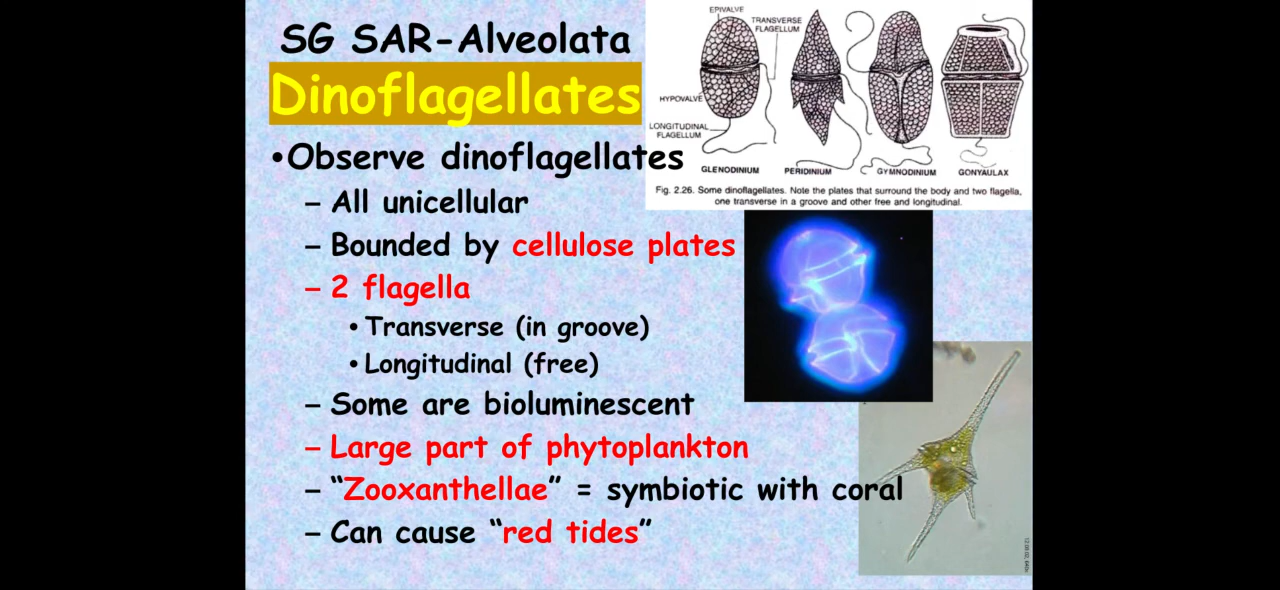 SG SAR-Alveolata
Dinoflagellates
•Observe dinoflagellates
– All unicellular
– Bounded by cellulose plates
– 2 flagella
• Transverse (in groove)
• Longitudinal (free)
– Some are bioluminescent
– Large part of phytoplankton
– “Zooxanthellae” = symbiotic with coral
– Can cause “red tides”
EPIVALVE
TRANSVERSE
FLAGELLUM
HYPOVALVE
LONGITUDINAL
FLAGELLUM
GLENODINIUM
PERIDINIUM
GYMNODINIUM
GONYAULAX
Fig. 2.26. Some dinoflagellates. Note the plates that surround the body and two flagella,
one transverse in a groove and other free and longitudinal.